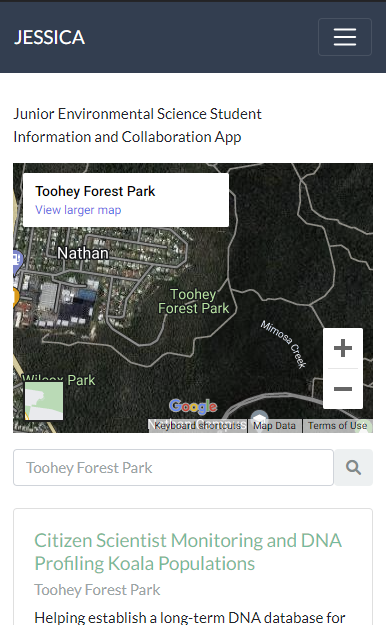 JESSICA
Junior Environmental Science Student
Information and Collaboration App
Toohey Forest Park
View larger map
Nathan
Toohey
Forest Park
Mimosa Creek
Wilcox Park
Google
Keyboard shortcuts Map Data Terms of Use
Toohey Forest Park
Citizen Scientist Monitoring and DNA
Profiling Koala Populations
Toohey Forest Park
Helping establish a long-term DNA database for